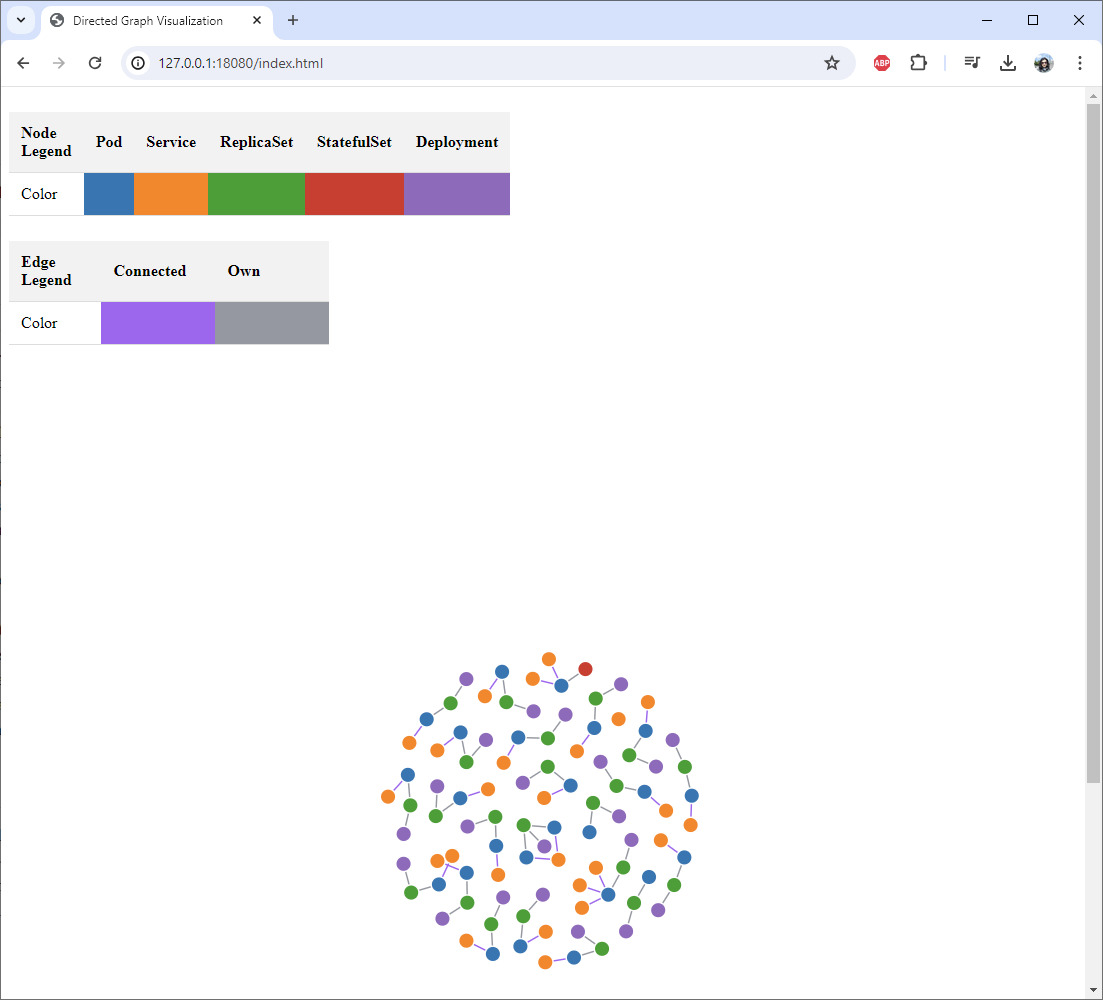 Directed Graph Visualization
127.0.0.1:18080/index.html
ABP
Node Legend Pod Service ReplicaSet StatefulSet Deployment
Color
Edge Legend Connected Own
Color